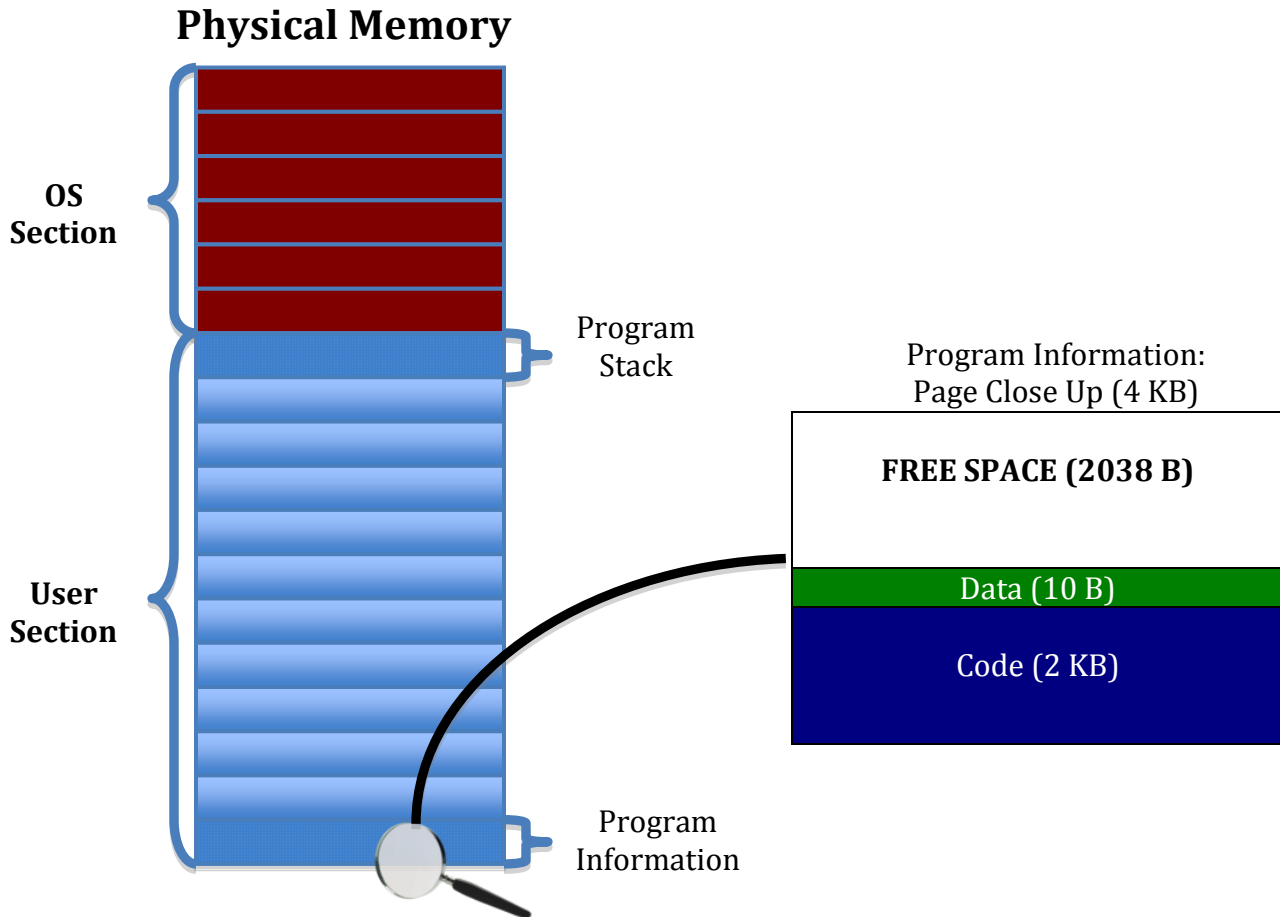 Physical Memory
OS
Section
Program
Stack
Program Information:
Page Close Up (4 KB)
FREE SPACE (2038 B)
Data (10 B)
Code (2 KB)
User
Section
Program
Information